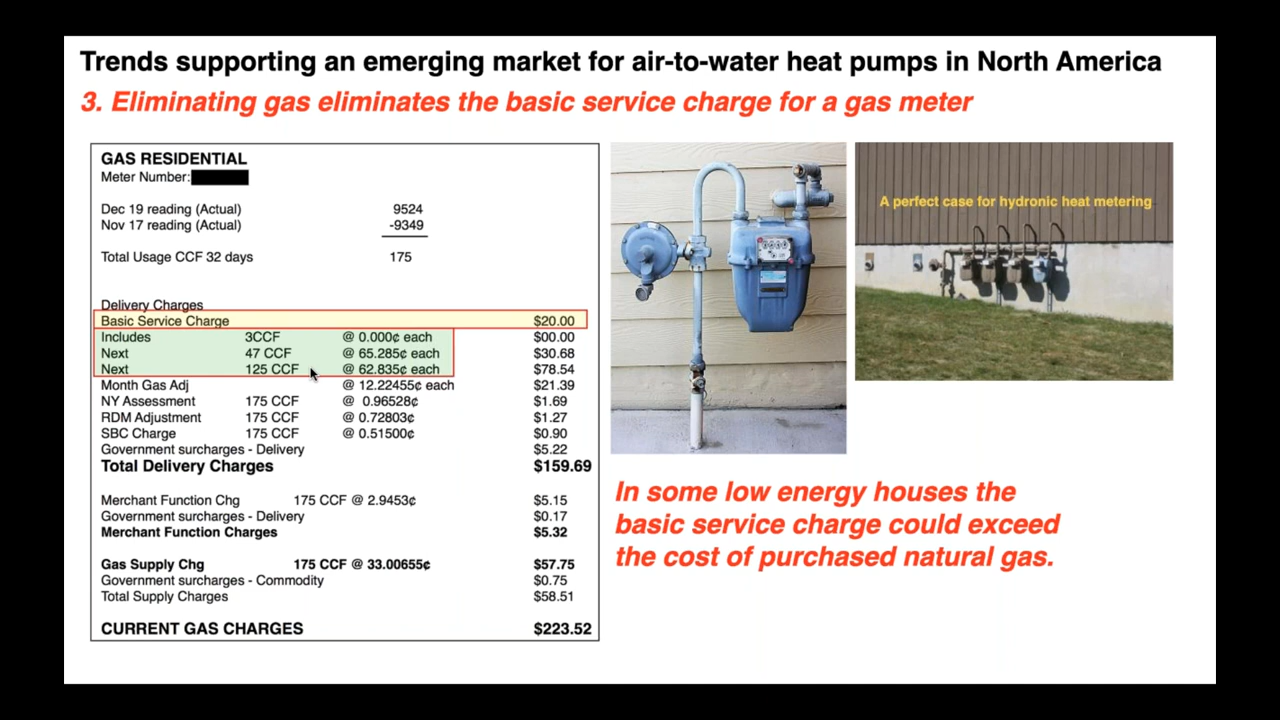 Trends supporting an emerging market for air-to-water heat pumps in North America
3. Eliminating gas eliminates the basic service charge for a gas meter
GAS RESIDENTIAL
Meter Number:
Dec 19 reading (Actual) 9524
Nov 17 reading (Actual) -9349
Total Usage CCF 32 days 175
Delivery Charges
Basic Service Charge $20.00
Includes 3CCF @ 0.000¢ each $00.00
Next 47 CCF @ 65.285¢ each $30.68
Next 125 CCF @ 62.835¢ each $78.54
Month Gas Adj @ 12.22455¢ each $21.39
NY Assessment 175 CCF @ 0.96528¢ $1.69
RDM Adjustment 175 CCF @ 0.72803¢ $1.27
SBC Charge 175 CCF @ 0.51500¢ $0.90
Government surcharges - Delivery $5.22
Total Delivery Charges $159.69
Merchant Function Chg 175 CCF @ 2.9453¢ $5.15
Government surcharges - Delivery $0.17
Merchant Function Charges $5.32
Gas Supply Chg 175 CCF @ 33.00655¢ $57.75
Government surcharges - Commodity $0.75
Total Supply Charges $58.51
CURRENT GAS CHARGES $223.52
A perfect case for hydronic heat metering
In some low energy houses the
basic service charge could exceed
the cost of purchased natural gas.